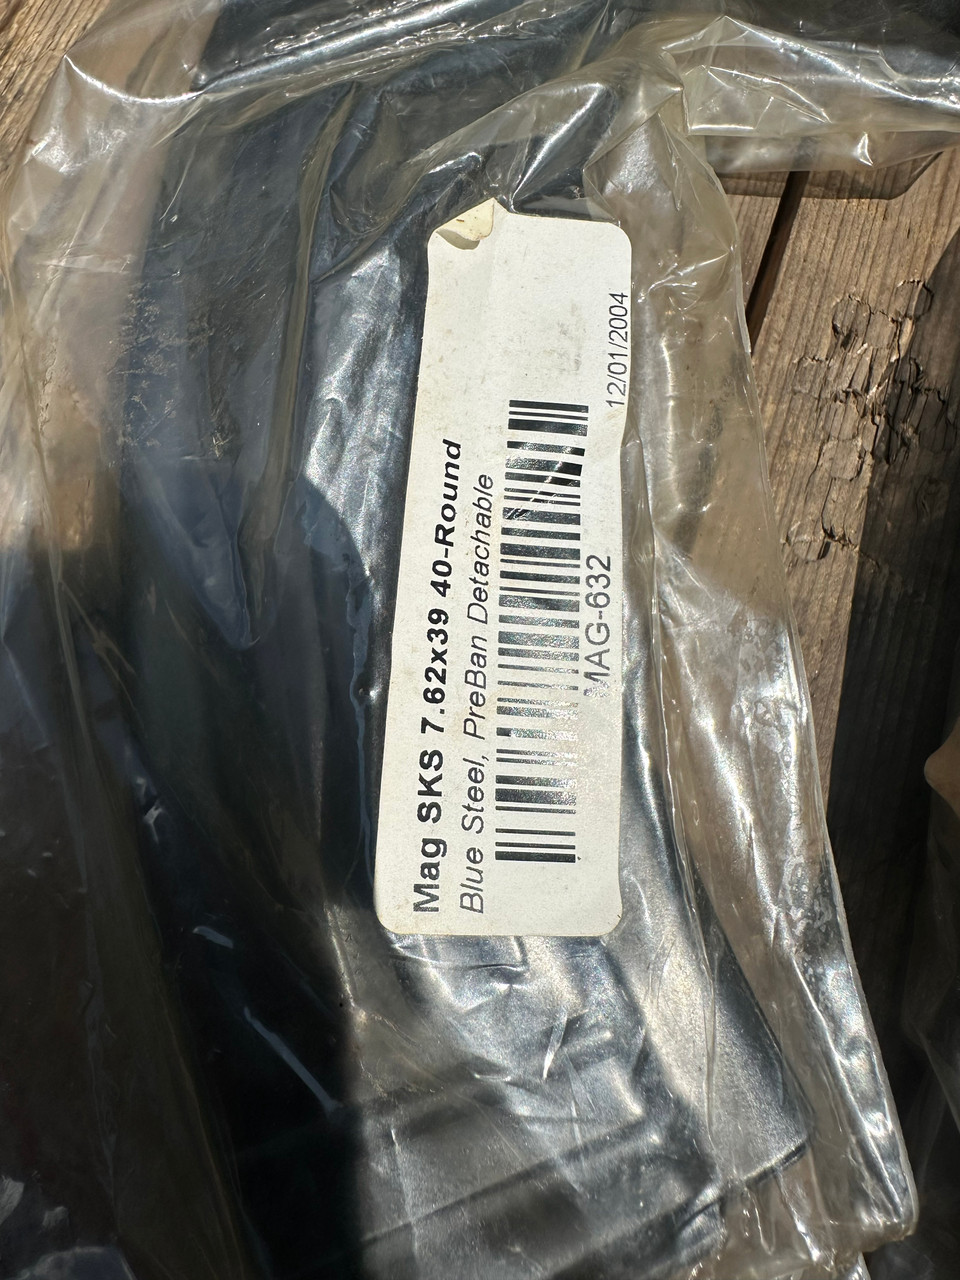 Mag SKS 7.62x39 40-Round
Blue Steel, PreBan Detachable
MAG-632
12/01/2004